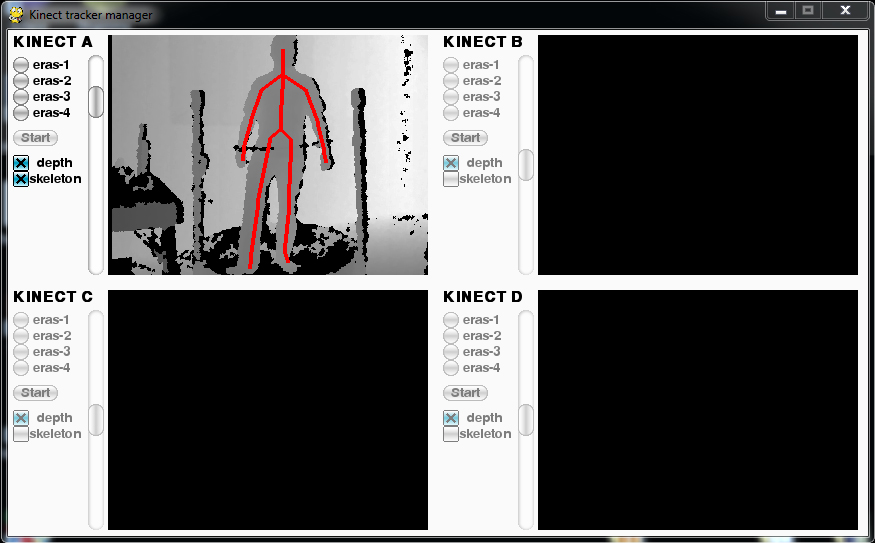 Kinect tracker manager
KINECT A
eras-1
eras-2
eras-3
eras-4
Start
depth
skeleton
KINECT B
eras-1
eras-2
eras-3
eras-4
Start
depth
skeleton
KINECT C
eras-1
eras-2
eras-3
eras-4
Start
depth
skeleton
KINECT D
eras-1
eras-2
eras-3
eras-4
Start
depth
skeleton